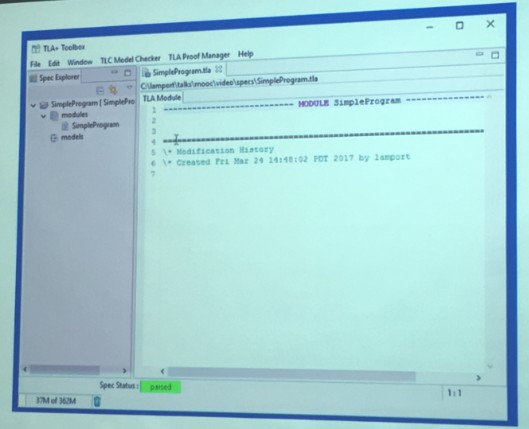 TLA+ Toolbox
File Edit Window TLC Model Checker TLA Proof Manager Help
Spec Explorer
SimpleProgram [ SimplePro
modules
SimpleProgram
models
SimpleProgram.tla
C:\lamport\talks\mooc\video\specs\SimpleProgram.tla
TLA Module
1 ---------------------------- MODULE SimpleProgram ----------------------------
2
3
4 =============================================================================
5 \* Modification History
6 \* Created Fri Mar 24 14:48:02 PDT 2017 by lamport
7
Spec Status : parsed
1 : 1
37M of 362M